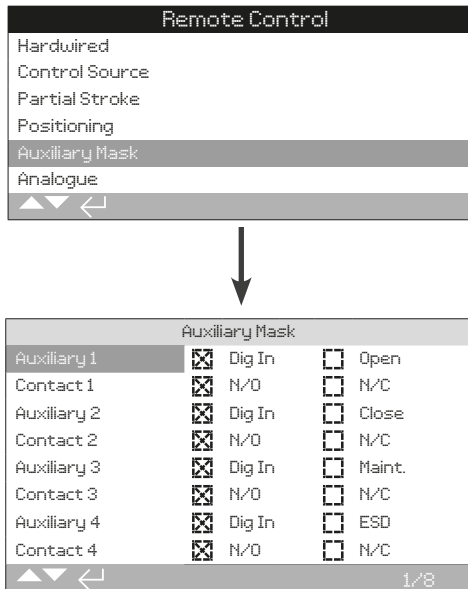 Remote Control
Hardwired
Control Source
Partial Stroke
Positioning
Auxiliary Mask
Analogue
Auxiliary Mask
Auxiliary 1 Dig In Open
Contact 1 N/O N/C
Auxiliary 2 Dig In Close
Contact 2 N/O N/C
Auxiliary 3 Dig In Maint.
Contact 3 N/O N/C
Auxiliary 4 Dig In ESD
Contact 4 N/O N/C
1/8